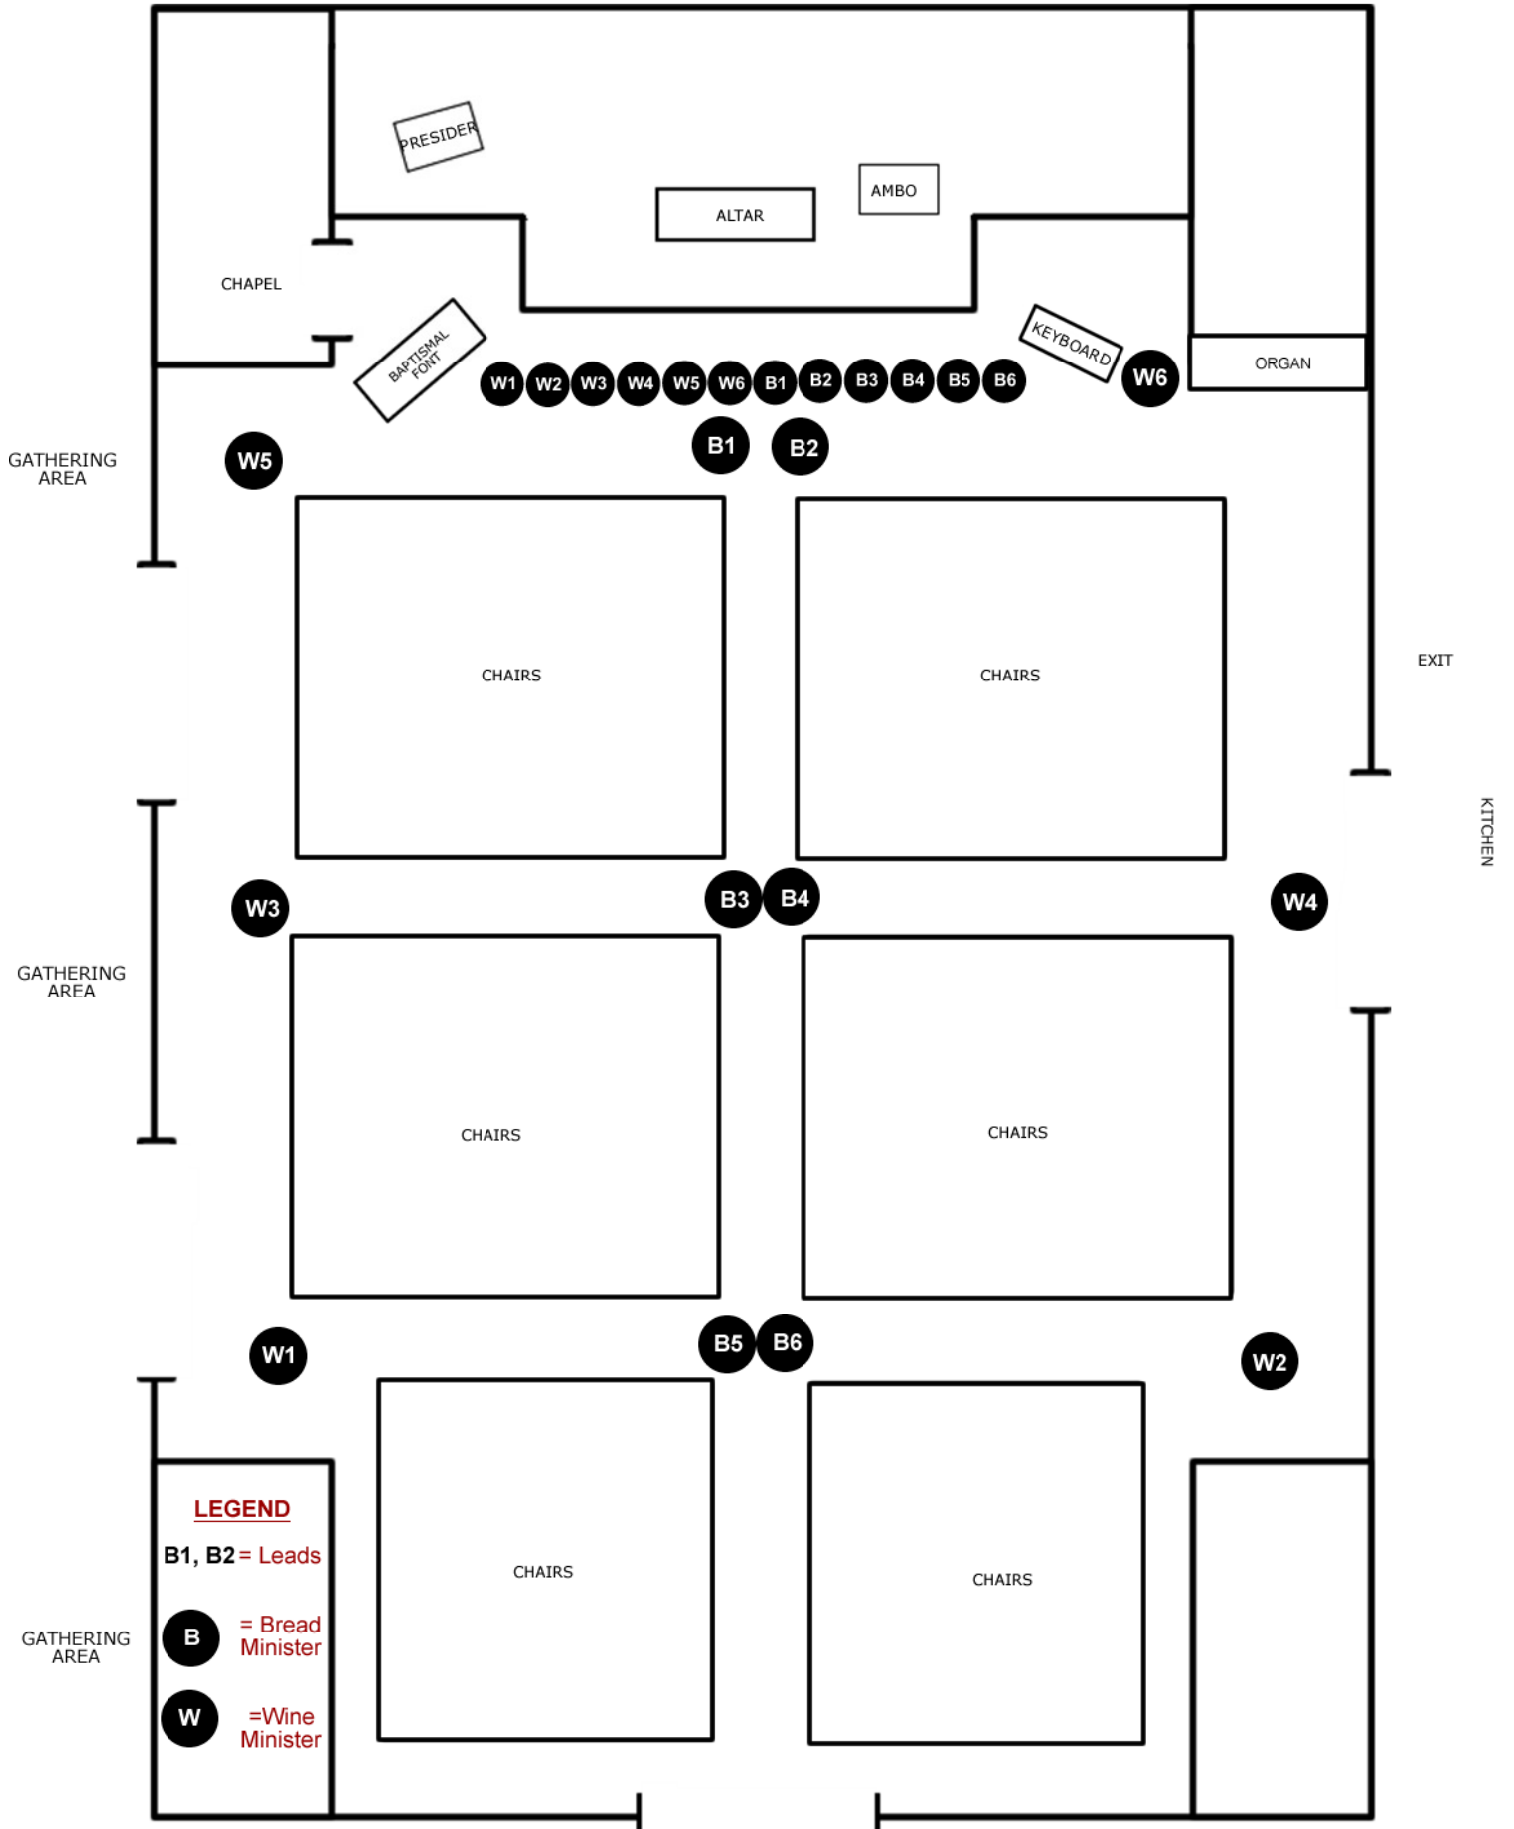 PRESIDER
AMBO
ALTAR
CHAPEL
BAPTISMAL
FONT
KEYBOARD
ORGAN
W1 W2 W3 W4 W5 W6 B1 B2 B3 B4 B5 B6
W6
B1 B2
W5
GATHERING
AREA
CHAIRS
CHAIRS
EXIT
KITCHEN
W3
B3 B4
W4
GATHERING
AREA
CHAIRS
CHAIRS
W1
B5 B6
W2
LEGEND
B1, B2 = Leads
B = Bread
Minister
W =Wine
Minister
GATHERING
AREA
CHAIRS
CHAIRS